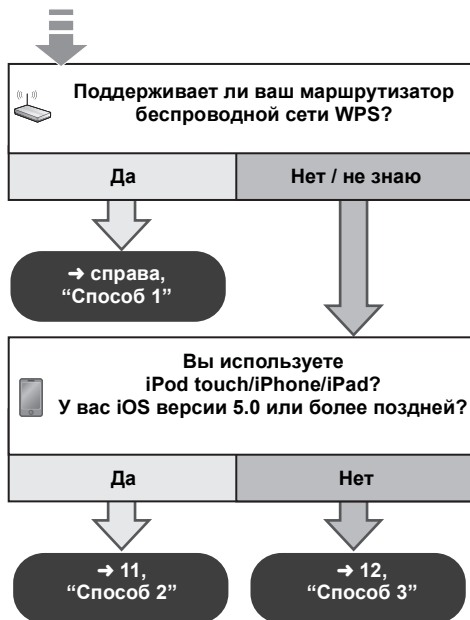 Поддерживает ли ваш маршрутизатор
беспроводной сети WPS?
Да
Нет / не знаю
➜ справа,
“Способ 1”
Вы используете
iPod touch/iPhone/iPad?
У вас iOS версии 5.0 или более поздней?
Да
Нет
➜ 11,
“Способ 2”
➜ 12,
“Способ 3”